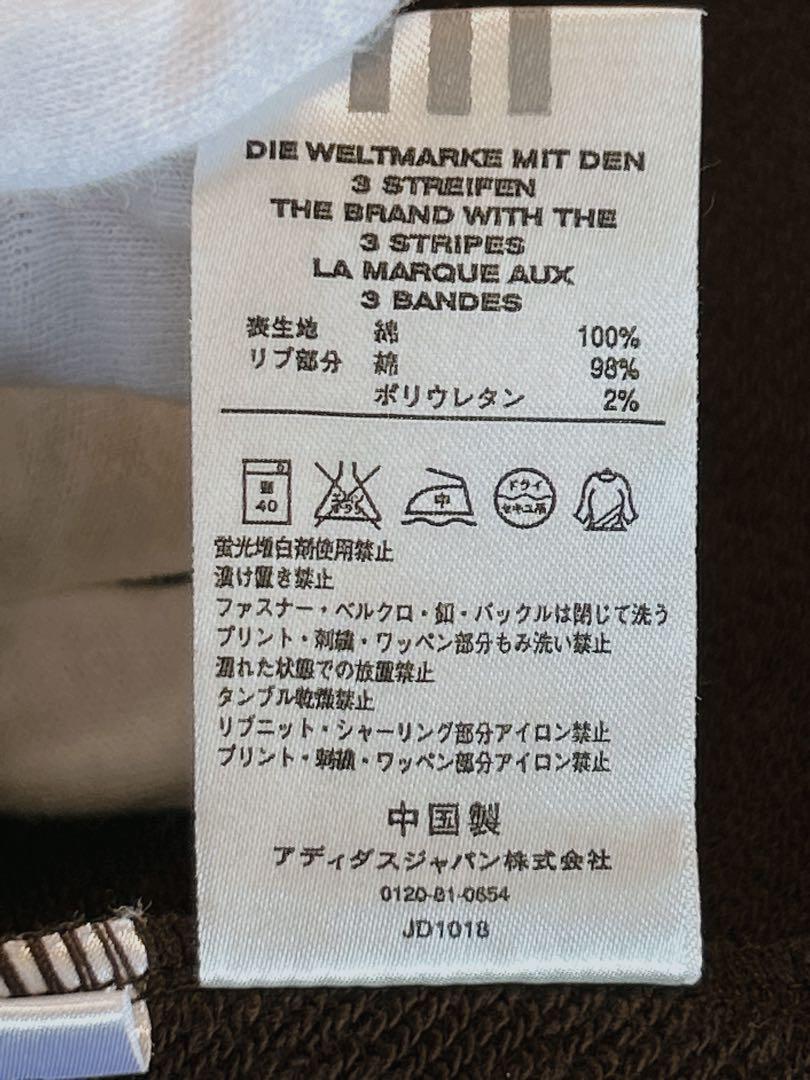 DIE WELTMARKE MIT DEN
3 STREIFEN
THE BRAND WITH THE
3 STRIPES
LA MARQUE AUX
3 BANDES
表生地 綿 100%
リブ部分 綿 98%
ポリウレタン 2%
40 中 ドライ セキユ系
蛍光増白剤使用禁止
漬け置き禁止
ファスナー・ベルクロ・釦・バックルは閉じて洗う
プリント・刺繍・ワッペン部分もみ洗い禁止
濡れた状態での放置禁止
タンブル乾燥禁止
リブニット・シャーリング部分アイロン禁止
プリント・刺繍・ワッペン部分アイロン禁止
中国製
アディダスジャパン株式会社
0120-81-0654
JD1018